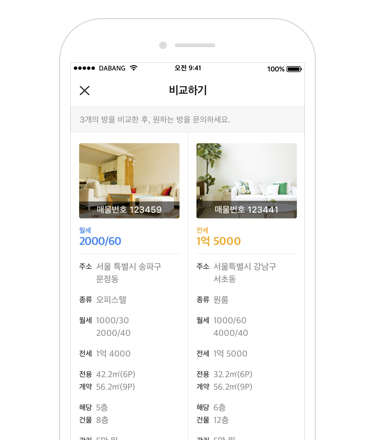 DABANG 오전 9:41 100%
비교하기
3개의 방을 비교한 후, 원하는 방을 문의하세요.
매물번호 123459
월세
2000/60
주소 서울 특별시 송파구
문정동
종류 오피스텔
월세 1000/30
2000/40
전세 1억 4000
전용 42.2㎡(6P)
계약 56.2㎡(9P)
해당 5층
건물 8층
매물번호 123441
전세
1억 5000
주소 서울특별시 강남구
서초동
종류 원룸
월세 1000/60
4000/40
전세 1억 5000
전용 32.2㎡(6P)
계약 56.2㎡(9P)
해당 6층
건물 12층